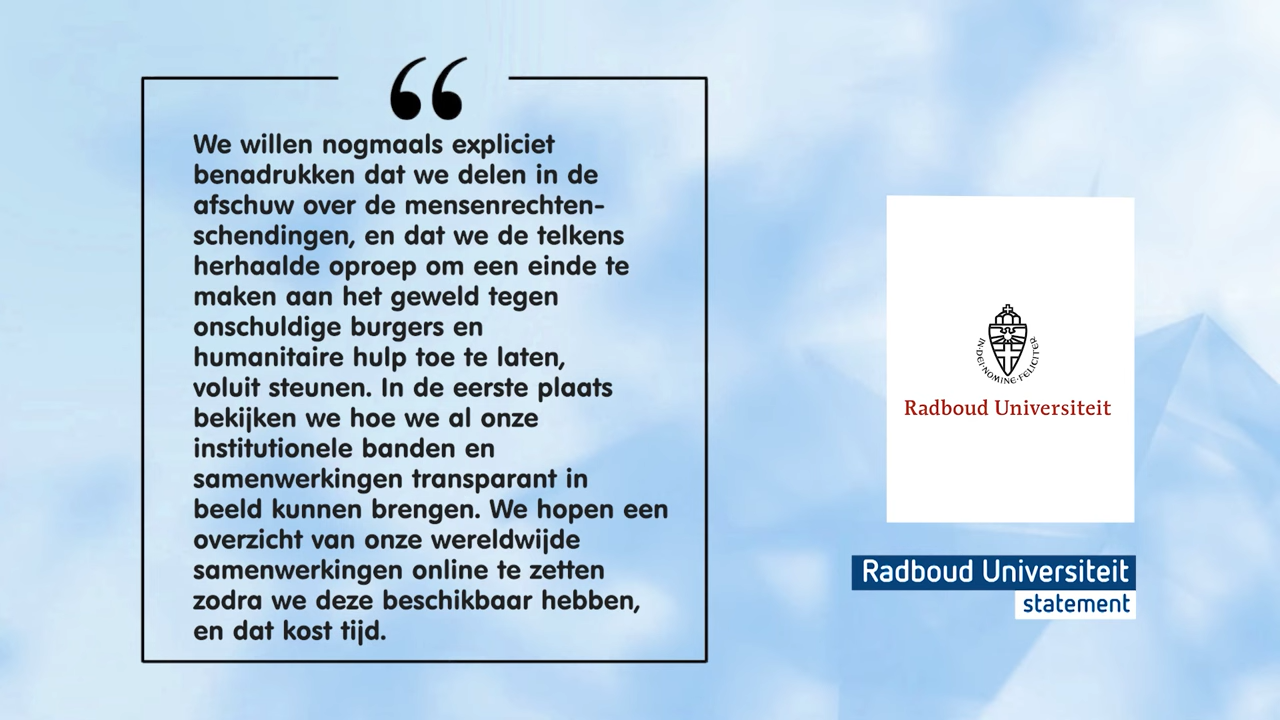 “
We willen nogmaals expliciet
benadrukken dat we delen in de
afschuw over de mensenrechten-
schendingen, en dat we de telkens
herhaalde oproep om een einde te
maken aan het geweld tegen
onschuldige burgers en
humanitaire hulp toe te laten,
voluit steunen. In de eerste plaats
bekijken we hoe we al onze
institutionele banden en
samenwerkingen transparant in
beeld kunnen brengen. We hopen een
overzicht van onze wereldwijde
samenwerkingen online te zetten
zodra we deze beschikbaar hebben,
en dat kost tijd.
IN·DEI·NOMINE·FELICITER
Radboud Universiteit
Radboud Universiteit
statement